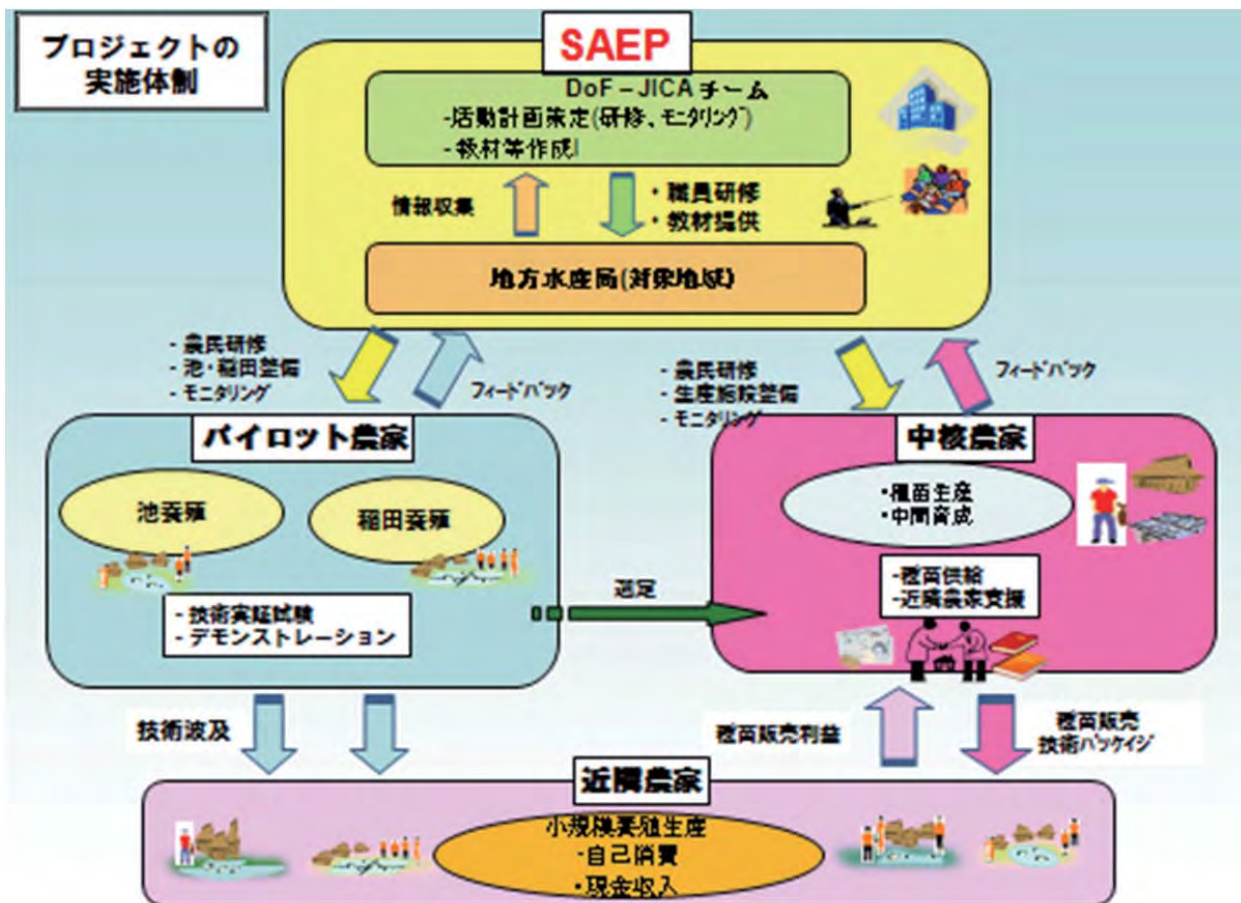 プロジェクトの
実施体制
SAEP
DoF－JICAチーム
-活動計画策定(研修、モニタリング)
-教材等作成
情報収集
・職員研修
・教材提供
地方水産局(対象地域)
- 農民研修
- 池・稲田整備
- モニタリング
フィードバック
- 農民研修
- 生産施設整備
- モニタリング
フィードバック
パイロット農家
池養殖
稲田養殖
- 技術実証試験
- デモンストレーション
選定
中核農家
・種苗生産
・中間育成
-種苗供給
-近隣農家支援
技術波及
種苗販売利益
種苗販売
技術パッケイジ
近隣農家
小規模養殖生産
-自己消費
・現金収入